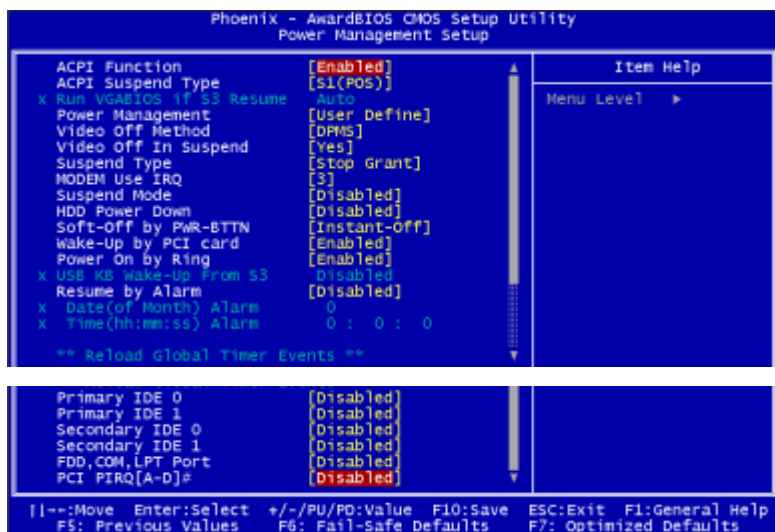 Phoenix - AwardBIOS CMOS Setup Utility
Power Management Setup
ACPI Function [Enabled]
ACPI Suspend Type [S1(POS)]
x Run VGABIOS if S3 Resume Auto
Power Management [User Define]
Video Off Method [DPMS]
Video Off In Suspend [Yes]
Suspend Type [Stop Grant]
MODEM Use IRQ [3]
Suspend Mode [Disabled]
HDD Power Down [Disabled]
Soft-Off by PWR-BTTN [Instant-Off]
Wake-Up by PCI card [Enabled]
Power On by Ring [Enabled]
x USB KB Wake-Up From S3 Disabled
Resume by Alarm [Disabled]
x Date(of Month) Alarm 0
x Time(hh:mm:ss) Alarm 0 : 0 : 0
** Reload Global Timer Events **
Item Help
Menu Level ►
Primary IDE 0 [Disabled]
Primary IDE 1 [Disabled]
Secondary IDE 0 [Disabled]
Secondary IDE 1 [Disabled]
FDD,COM,LPT Port [Disabled]
PCI PIRQ[A-D]# [Disabled]
:Move Enter:Select +/-/PU/PD:Value F10:Save ESC:Exit F1:General Help
F5: Previous Values F6: Fail-Safe Defaults F7: Optimized Defaults